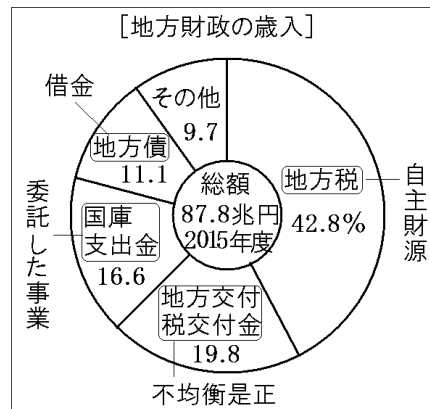 [地方財政の歳入]
借金
その他
9.7
地方債
11.1
総額
87.8兆円
2015年度
地方税
42.8%
自主財源
委託した事業
国庫
支出金
16.6
地方交付
税交付金
19.8
不均衡是正